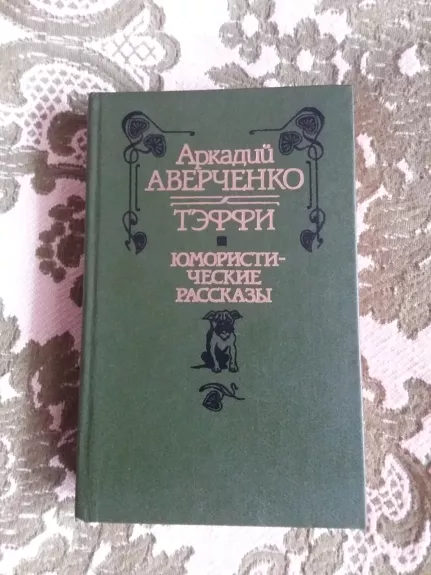 Аркадий
АВЕРЧЕНКО
ТЭФФИ
ЮМОРИСТИ-
ЧЕСКИЕ
РАССКАЗЫ